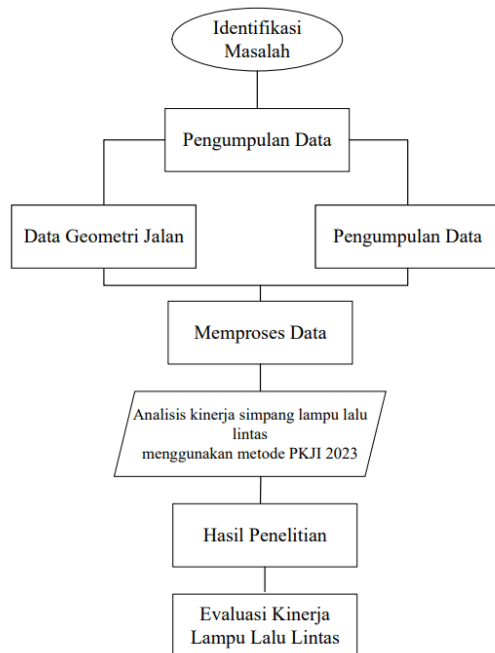 Identifikasi
Masalah
Pengumpulan Data
Data Geometri Jalan
Pengumpulan Data
Memproses Data
Analisis kinerja simpang lampu lalu
lintas
menggunakan metode PKJI 2023
Hasil Penelitian
Evaluasi Kinerja
Lampu Lalu Lintas